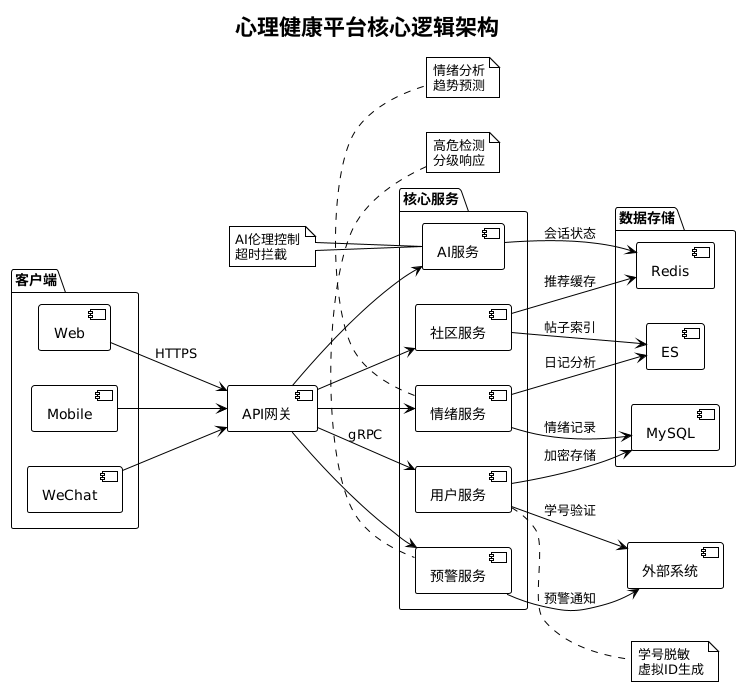 心理健康平台核心逻辑架构
情绪分析
趋势预测
高危检测
分级响应
核心服务
AI伦理控制
超时拦截
AI服务
会话状态
数据存储
Redis
客户端
推荐缓存
Web
HTTPS
社区服务
帖子索引
ES
日记分析
Mobile
API网关
情绪服务
情绪记录
MySQL
gRPC
加密存储
WeChat
用户服务
学号验证
预警服务
外部系统
预警通知
学号脱敏
虚拟ID生成